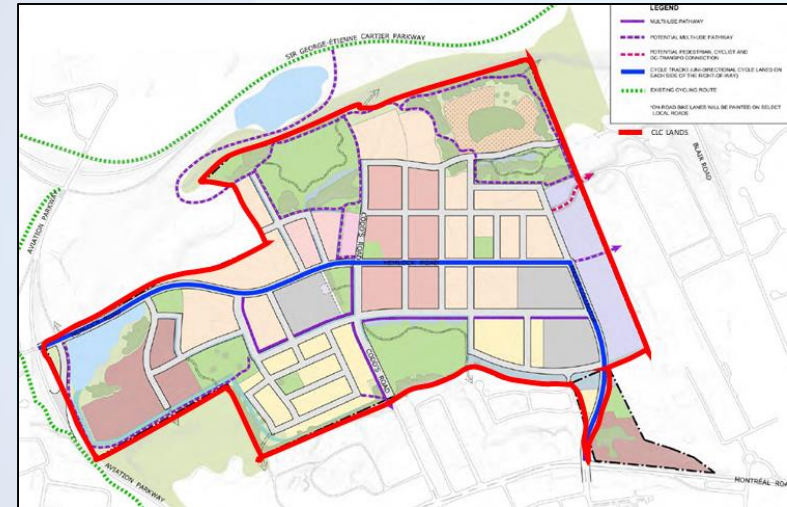 LEGEND
MULTI-USE PATHWAY
POTENTIAL MULTI-USE PATHWAY
POTENTIAL PEDESTRIAN, CYCLIST AND
OC-TRANSPO CONNECTION
CYCLE TRACKS (UNI-DIRECTIONAL CYCLE LANES ON
EACH SIDE OF THE RIGHT-OF-WAY)
EXISTING CYCLING ROUTE
*ON-ROAD BIKE LANES WILL BE PAINTED ON SELECT
LOCAL ROADS
CLC LANDS
SIR GEORGE-ÉTIENNE CARTIER PARKWAY
BLAIR ROAD
AVIATION PARKWAY
CODD'S ROAD
ROAD
CODD'S ROAD
AVIATION PARKWAY
MONTRÉAL ROAD